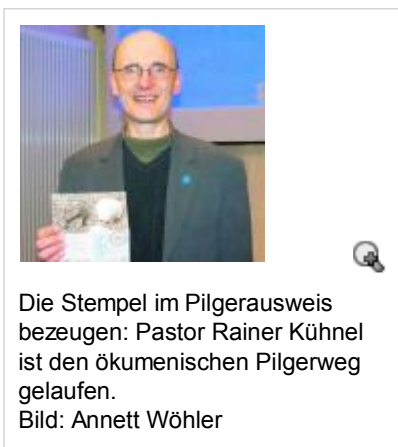 Die Stempel im Pilgerausweis
bezeugen: Pastor Rainer Kühnel
ist den ökumenischen Pilgerweg
gelaufen.
Bild: Annett Wöhler